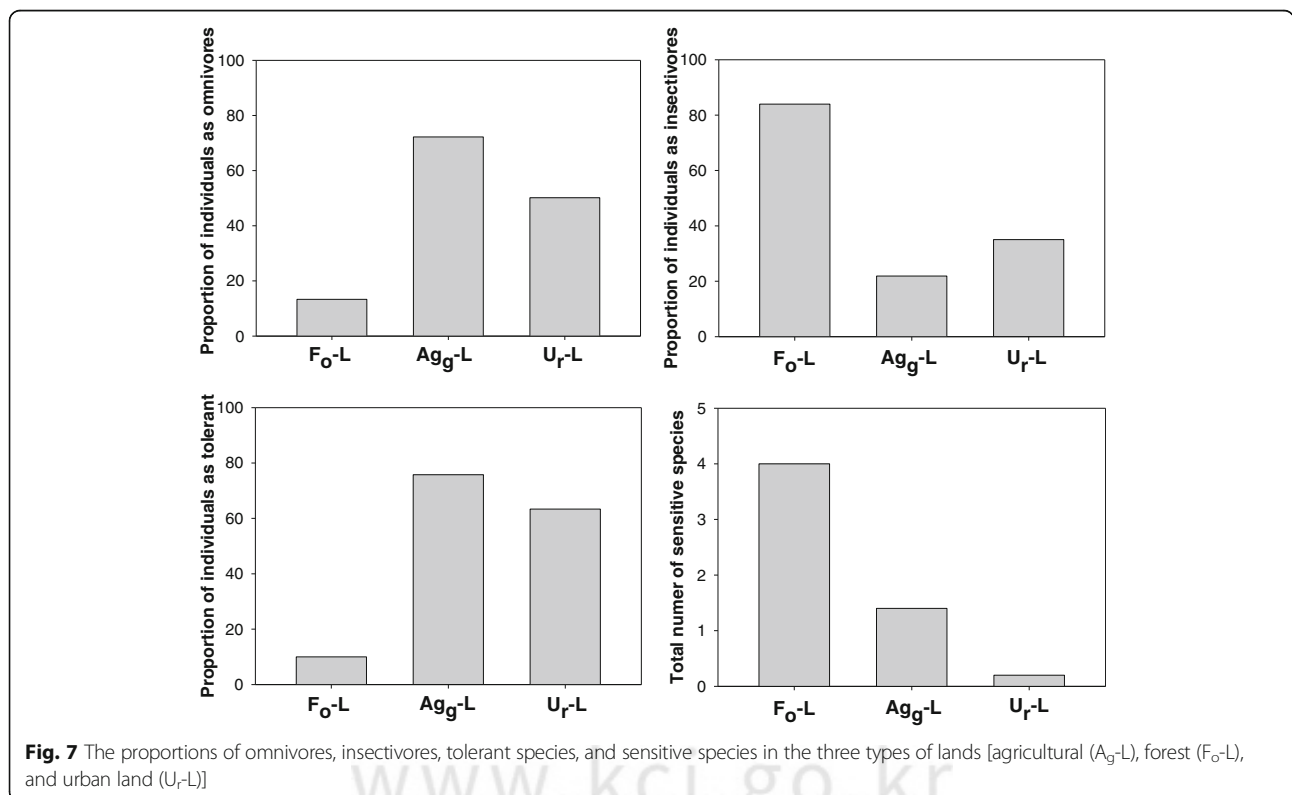 Proportion of individuals as omnivores
100
80
60
40
20
0
Fo-L Agg-L Ur-L
Proportion of individuals as insectivores
100
80
60
40
20
0
Fo-L Agg-L Ur-L
Proportion of individuals as tolerant
100
80
60
40
20
0
Fo-L Agg-L Ur-L
Total numer of sensitive species
5
4
3
2
1
0
Fo-L Agg-L Ur-L
Fig. 7 The proportions of omnivores, insectivores, tolerant species, and sensitive species in the three types of lands [agricultural (Ag-L), forest (Fo-L),
and urban land (Ur-L)]
www.kci.go.kr